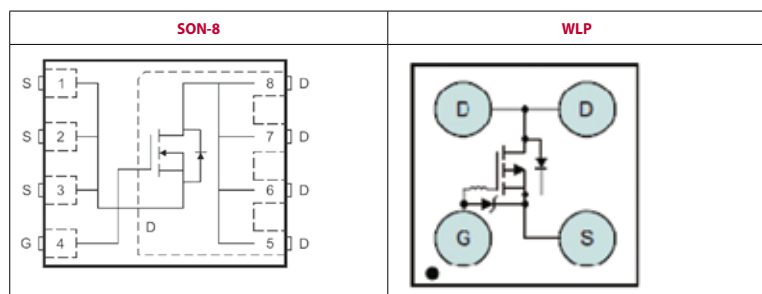 SON-8
WLP
S 1 8 D
S 2 7 D
S 3 6 D
G 4 D 5 D
D D
G S